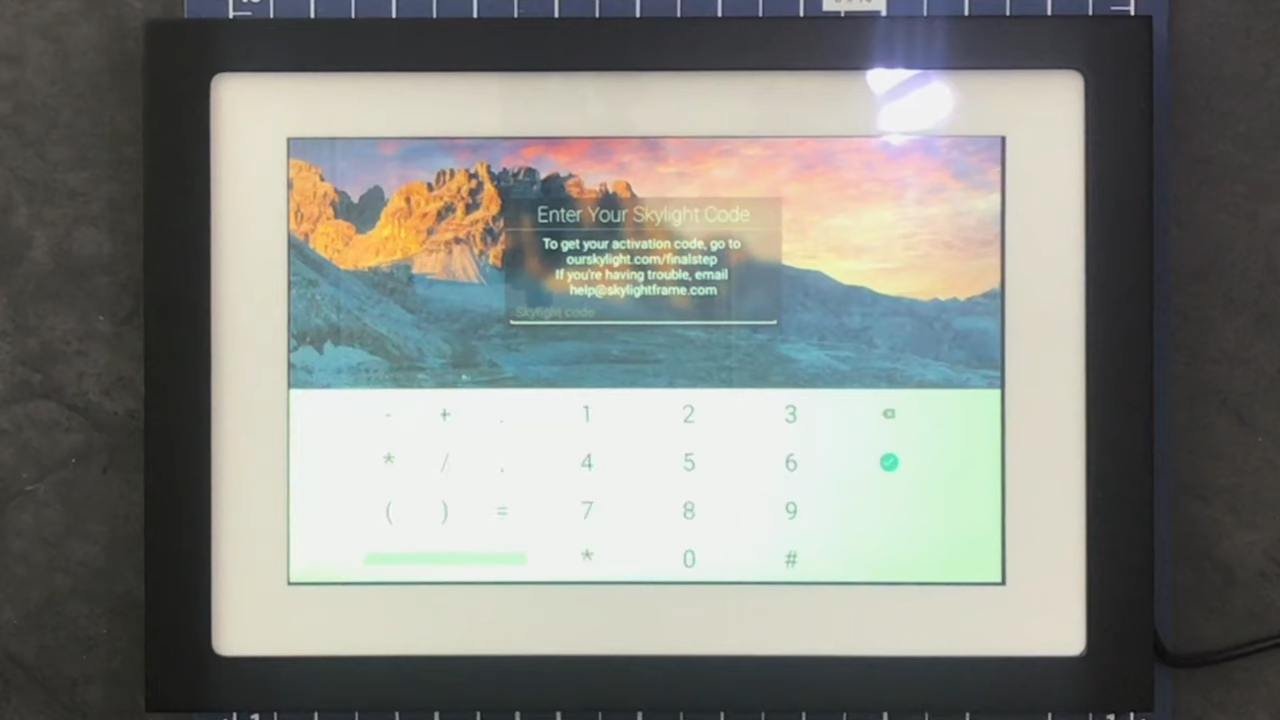 Enter Your Skylight Code
To get your activation code, go to
ourskylight.com/finalstep
If you're having trouble, email
help@skylightframe.com
Skylight code
- + . 1 2 3
* / , 4 5 6
( ) = 7 8 9
* 0 #